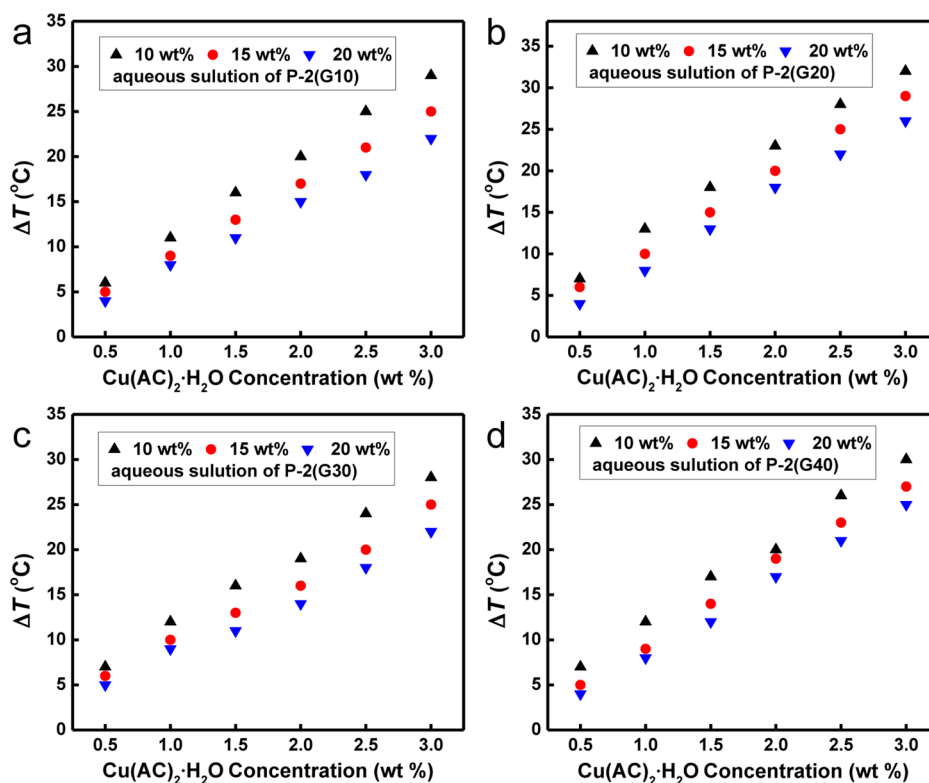 a
10 wt% 15 wt% 20 wt%
aqueous sulution of P-2(G10)
ΔT (°C)
35
30
25
20
15
10
5
0
0.5 1.0 1.5 2.0 2.5 3.0
Cu(AC)₂·H₂O Concentration (wt %)
b
10 wt% 15 wt% 20 wt%
aqueous sulution of P-2(G20)
ΔT (°C)
35
30
25
20
15
10
5
0
0.5 1.0 1.5 2.0 2.5 3.0
Cu(AC)₂·H₂O Concentration (wt %)
c
10 wt% 15 wt% 20 wt%
aqueous sulution of P-2(G30)
ΔT (°C)
35
30
25
20
15
10
5
0
0.5 1.0 1.5 2.0 2.5 3.0
Cu(AC)₂·H₂O Concentration (wt %)
d
10 wt% 15 wt% 20 wt%
aqueous sulution of P-2(G40)
ΔT (°C)
35
30
25
20
15
10
5
0
0.5 1.0 1.5 2.0 2.5 3.0
Cu(AC)₂·H₂O Concentration (wt %)